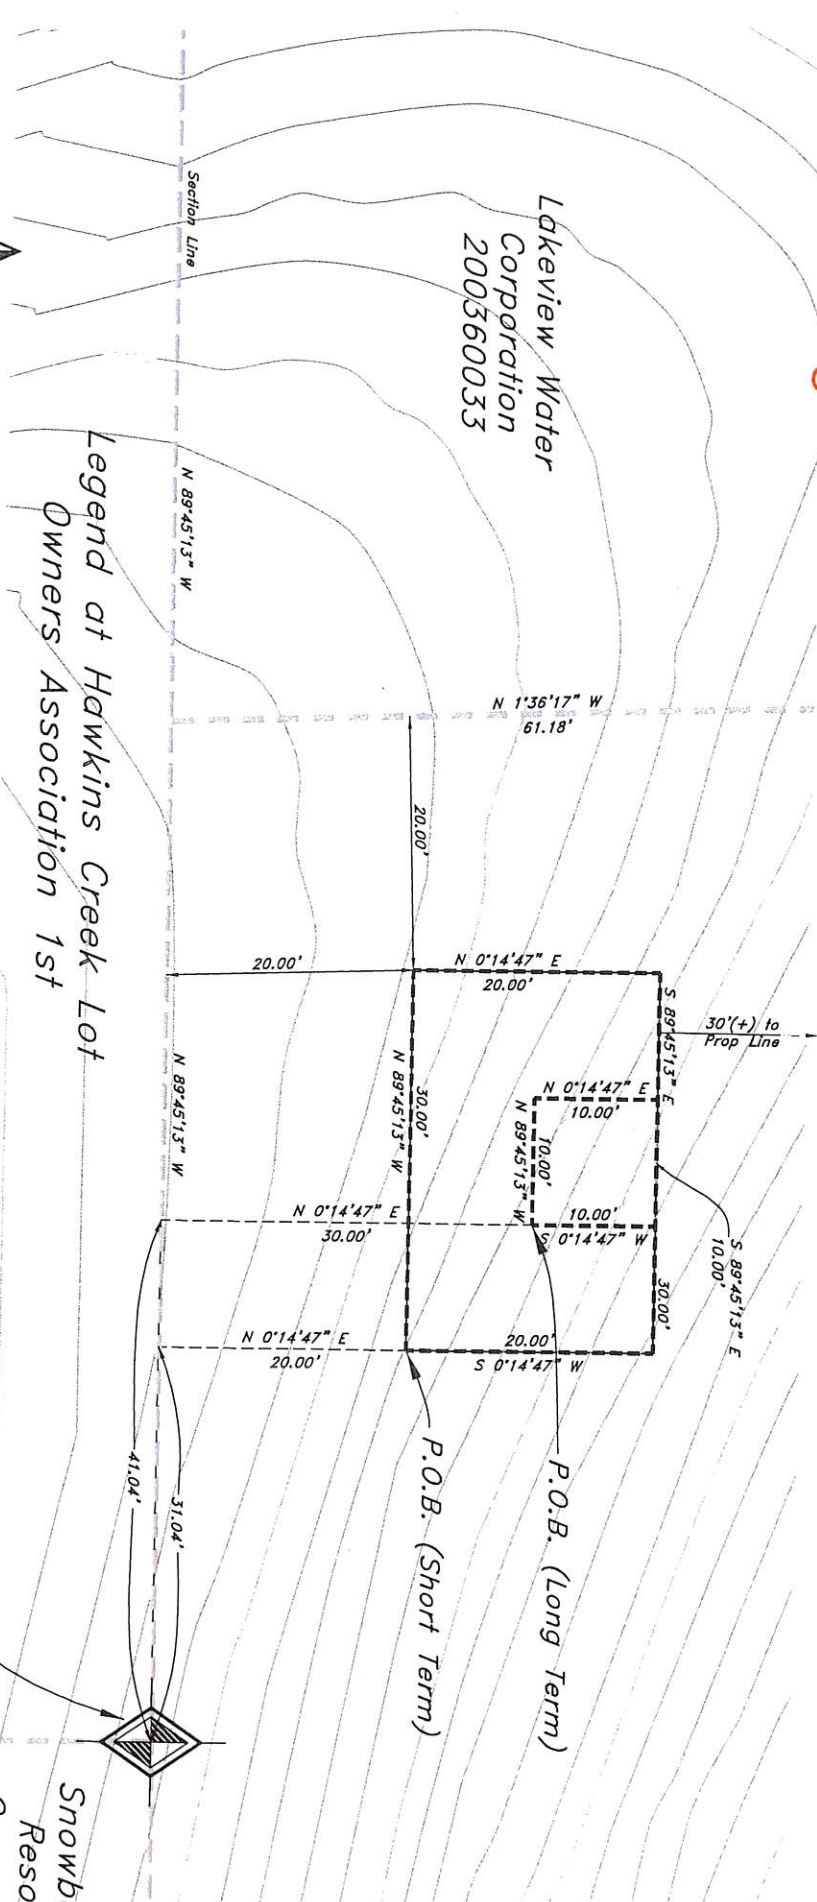 Section Line
Lakeview Water
Corporation
200360033
N 89°45'13" W
Legend at Hawkins Creek Lot
Owners Association 1st
N 1°36'17" W
61.18'
20.00'
20.00'
N 0°14'47" E
20.00'
S 89°45'13" E
30'(+) to
Prop Line
N 0°14'47" E
10.00'
30.00'
N 89°45'13" W
10.00'
N 89°45'13" W
N 89°45'13" W
10.00'
S 0°14'47" W
S 89°45'13" E
10.00'
30.00'
N 0°14'47" E
30.00'
N 0°14'47" E
20.00'
20.00'
S 0°14'47" W
P.O.B. (Long Term)
P.O.B. (Short Term)
41.04'
31.04'
Snowb
Reso